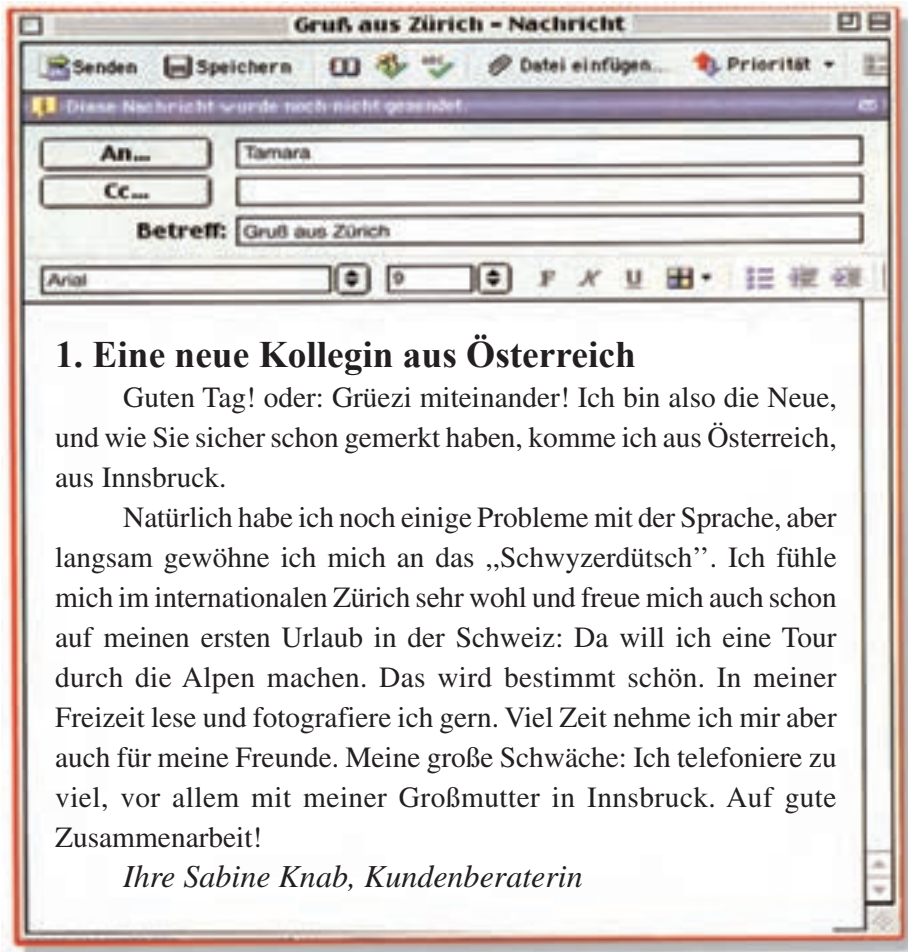 Gruß aus Zürich – Nachricht
Senden Speichern Datei einfügen... Priorität
Diese Nachricht wurde noch nicht gesendet.
An... Tamara
Cc...
Betreff: Gruß aus Zürich
Arial 9 F K U
1. Eine neue Kollegin aus Österreich
Guten Tag! oder: Grüezi miteinander! Ich bin also die Neue,
und wie Sie sicher schon gemerkt haben, komme ich aus Österreich,
aus Innsbruck.
Natürlich habe ich noch einige Probleme mit der Sprache, aber
langsam gewöhne ich mich an das ,,Schwyzerdütsch’’. Ich fühle
mich im internationalen Zürich sehr wohl und freue mich auch schon
auf meinen ersten Urlaub in der Schweiz: Da will ich eine Tour
durch die Alpen machen. Das wird bestimmt schön. In meiner
Freizeit lese und fotografiere ich gern. Viel Zeit nehme ich mir aber
auch für meine Freunde. Meine große Schwäche: Ich telefoniere zu
viel, vor allem mit meiner Großmutter in Innsbruck. Auf gute
Zusammenarbeit!
Ihre Sabine Knab, Kundenberaterin